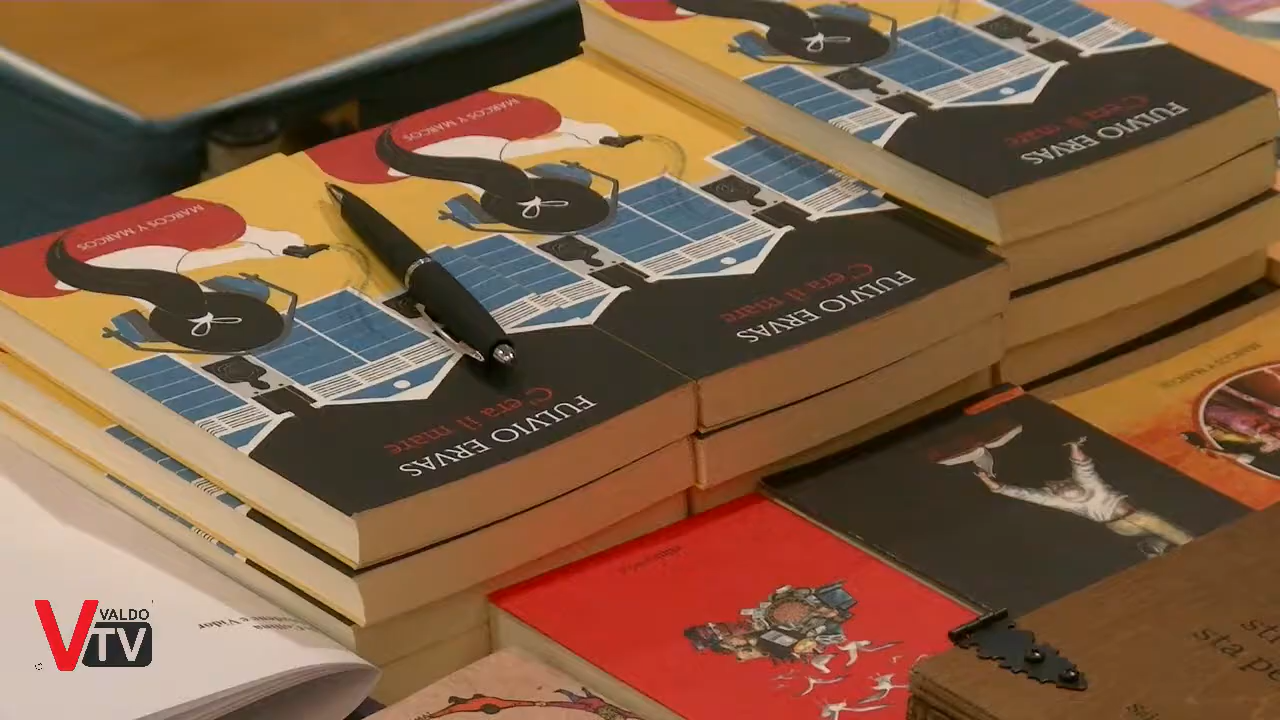 FULVIO ERVAS
C'era il mare
FULVIO ERVAS
C'era il mare
FULVIO ERVAS
C'era il mare
MARCOS Y MARCOS
MARCOS Y MARCOS
MARCOS Y MARCOS
VALDO
TV